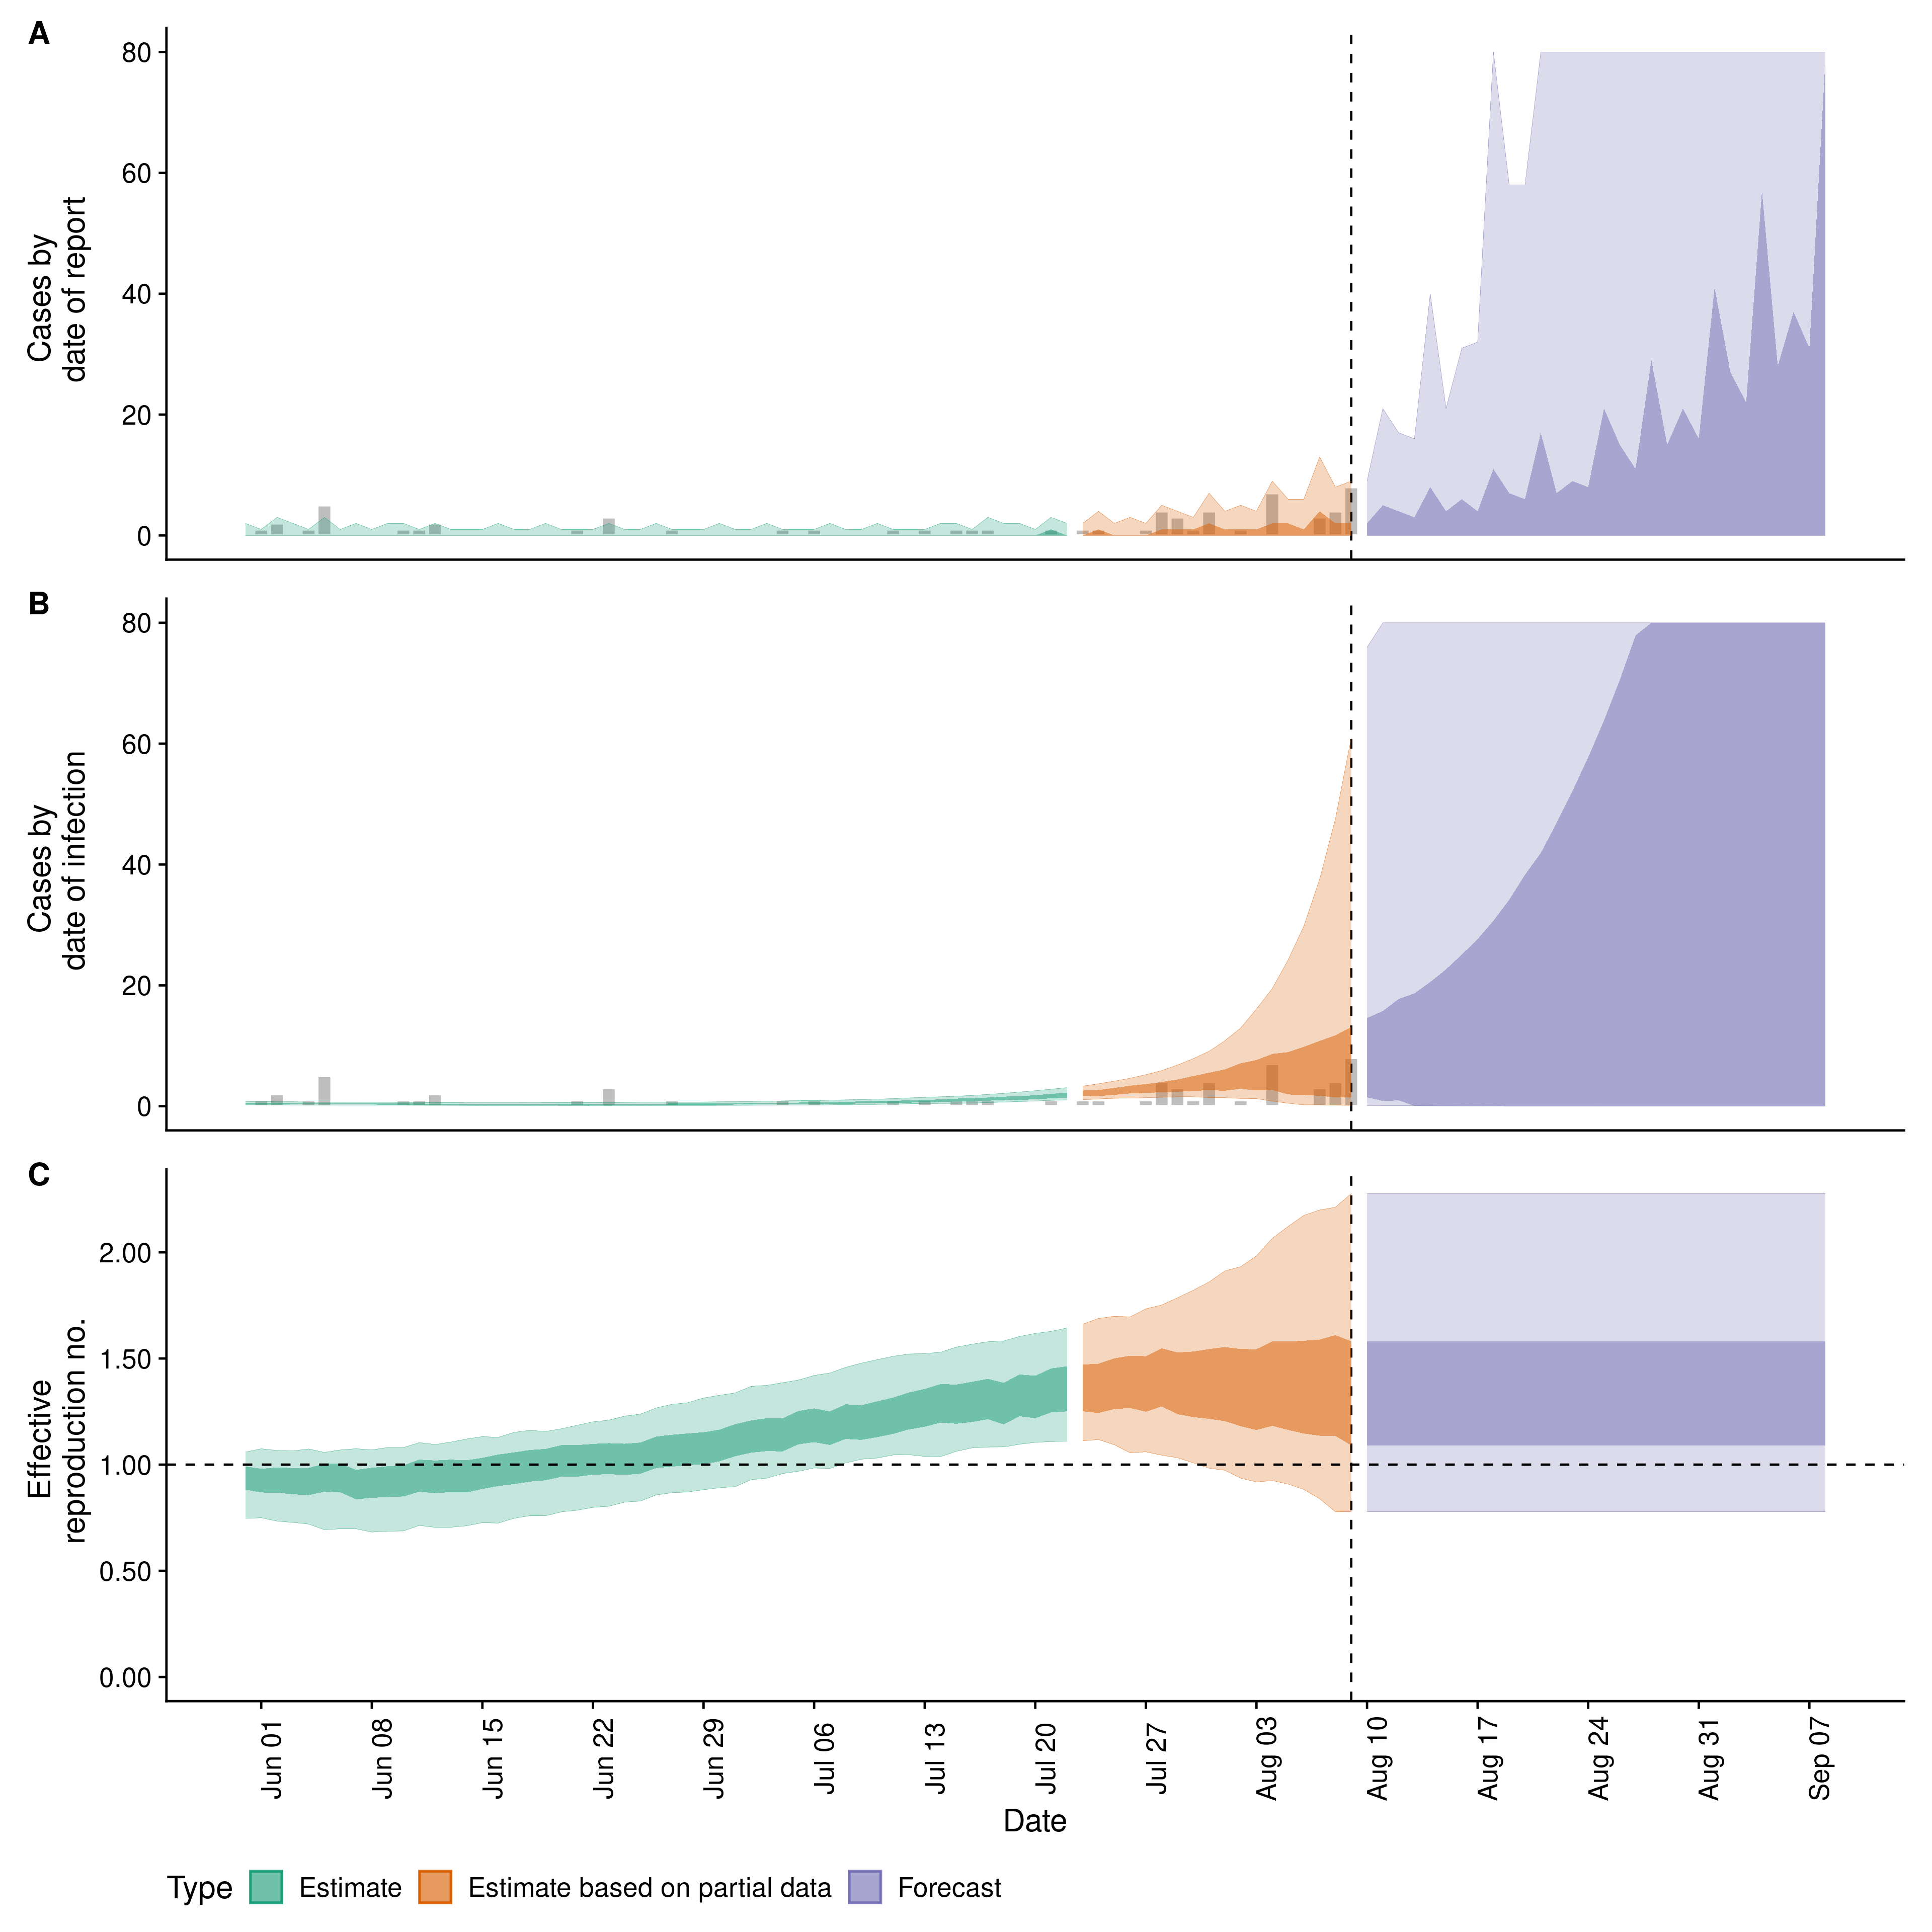 A
80
60
40
20
0
Cases by
date of report
B
80
60
40
20
0
Cases by
date of infection
C
2.00
1.50
1.00
0.50
0.00
Effective
reproduction no.
Jun 01
Jun 08
Jun 15
Jun 22
Jun 29
Jul 06
Jul 13
Jul 20
Jul 27
Aug 03
Aug 10
Aug 17
Aug 24
Aug 31
Sep 07
Date
Type Estimate Estimate based on partial data Forecast